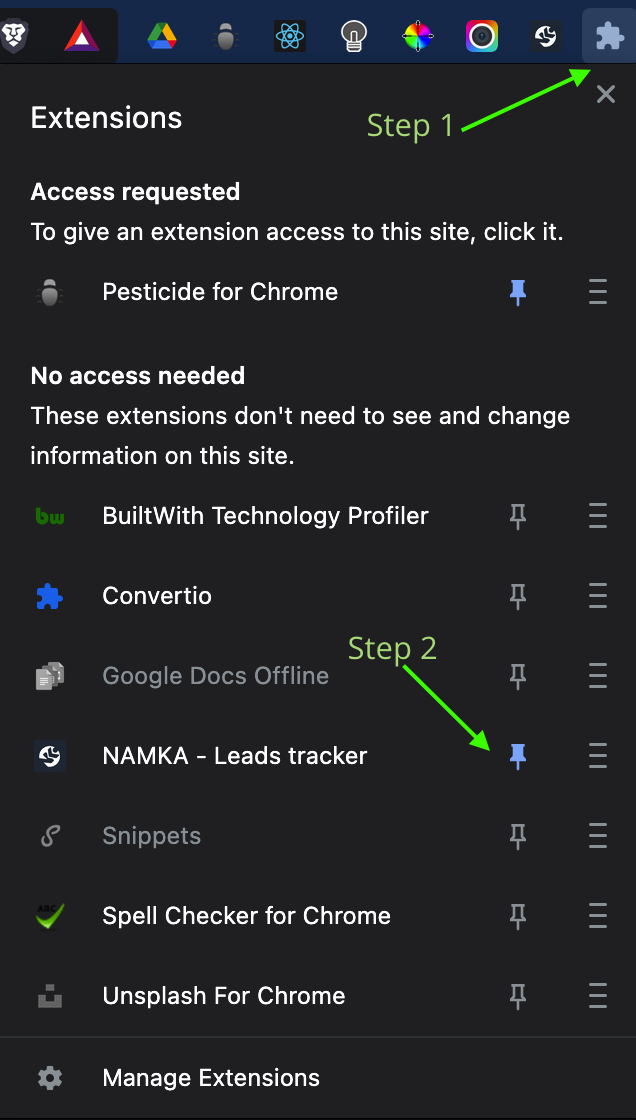 Step 1
Extensions
Access requested
To give an extension access to this site, click it.
Pesticide for Chrome
No access needed
These extensions don't need to see and change
information on this site.
bw BuiltWith Technology Profiler
Convertio
Step 2
Google Docs Offline
NAMKA - Leads tracker
Snippets
ABC Spell Checker for Chrome
Unsplash For Chrome
Manage Extensions